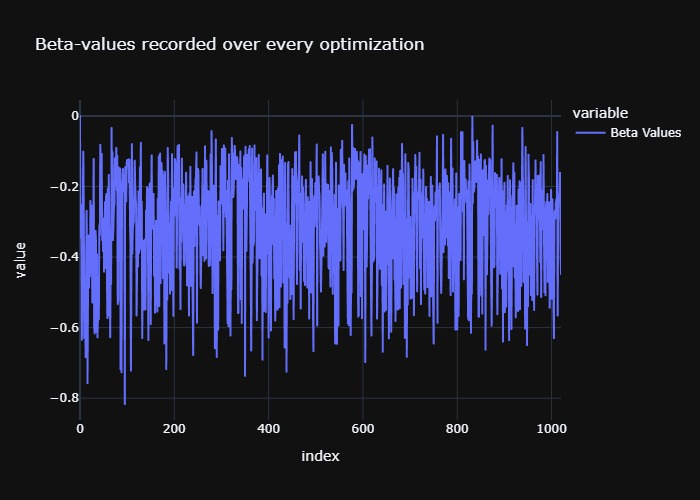 Beta-values recorded over every optimization
variable
Beta Values
value
0
−0.2
−0.4
−0.6
−0.8
0
200
400
600
800
1000
index